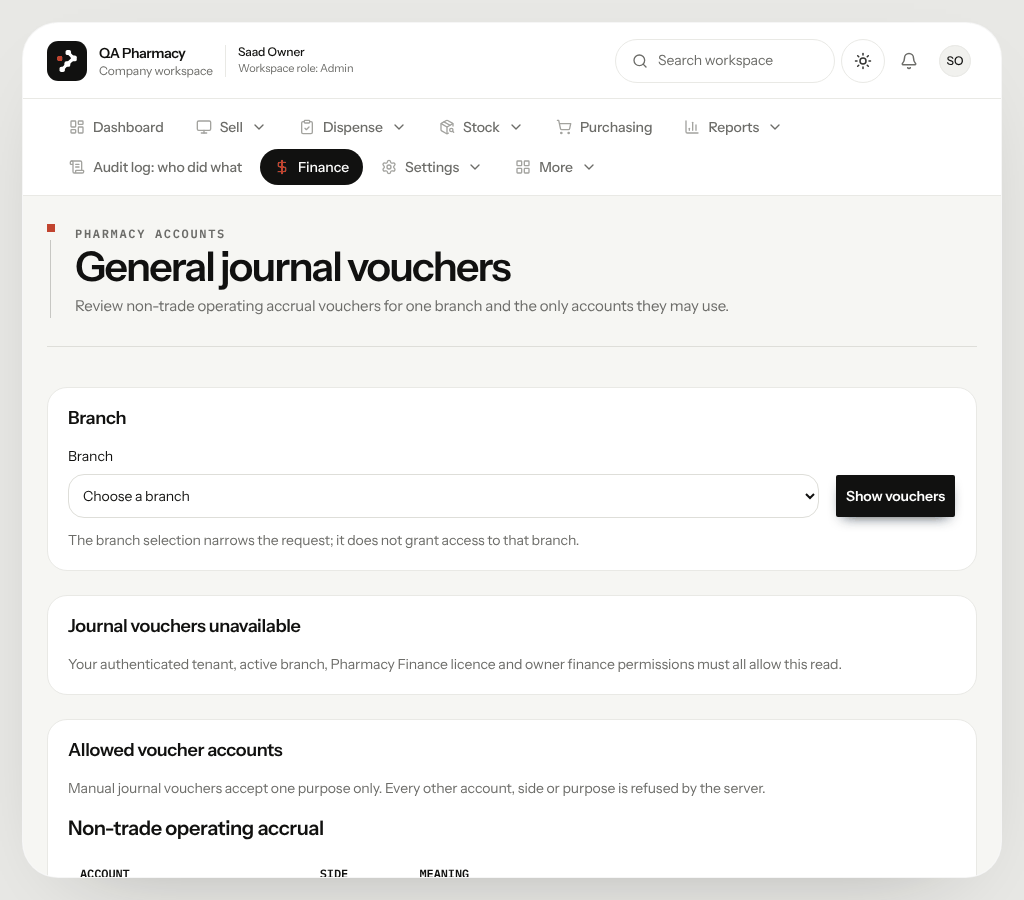 QA Pharmacy
Company workspace
Saad Owner
Workspace role: Admin
Search workspace
SO
Dashboard
Sell
Dispense
Stock
Purchasing
Reports
Audit log: who did what
Finance
Settings
More
PHARMACY ACCOUNTS
General journal vouchers
Review non-trade operating accrual vouchers for one branch and the only accounts they may use.
Branch
Branch
Choose a branch
Show vouchers
The branch selection narrows the request; it does not grant access to that branch.
Journal vouchers unavailable
Your authenticated tenant, active branch, Pharmacy Finance licence and owner finance permissions must all allow this read.
Allowed voucher accounts
Manual journal vouchers accept one purpose only. Every other account, side or purpose is refused by the server.
Non-trade operating accrual
ACCOUNT SIDE MEANING